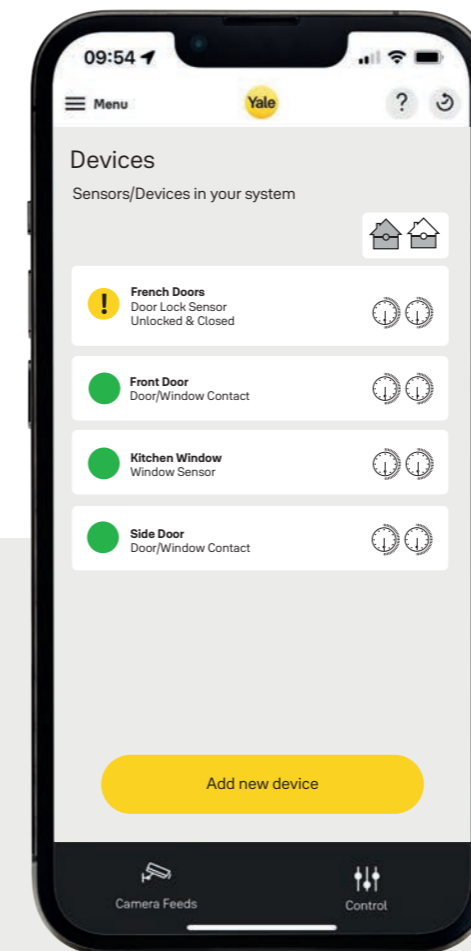 09:54
Menu
Yale
?
Devices
Sensors/Devices in your system
!
French Doors
Door Lock Sensor
Unlocked & Closed
Front Door
Door/Window Contact
Kitchen Window
Window Sensor
Side Door
Door/Window Contact
Add new device
Camera Feeds
Control